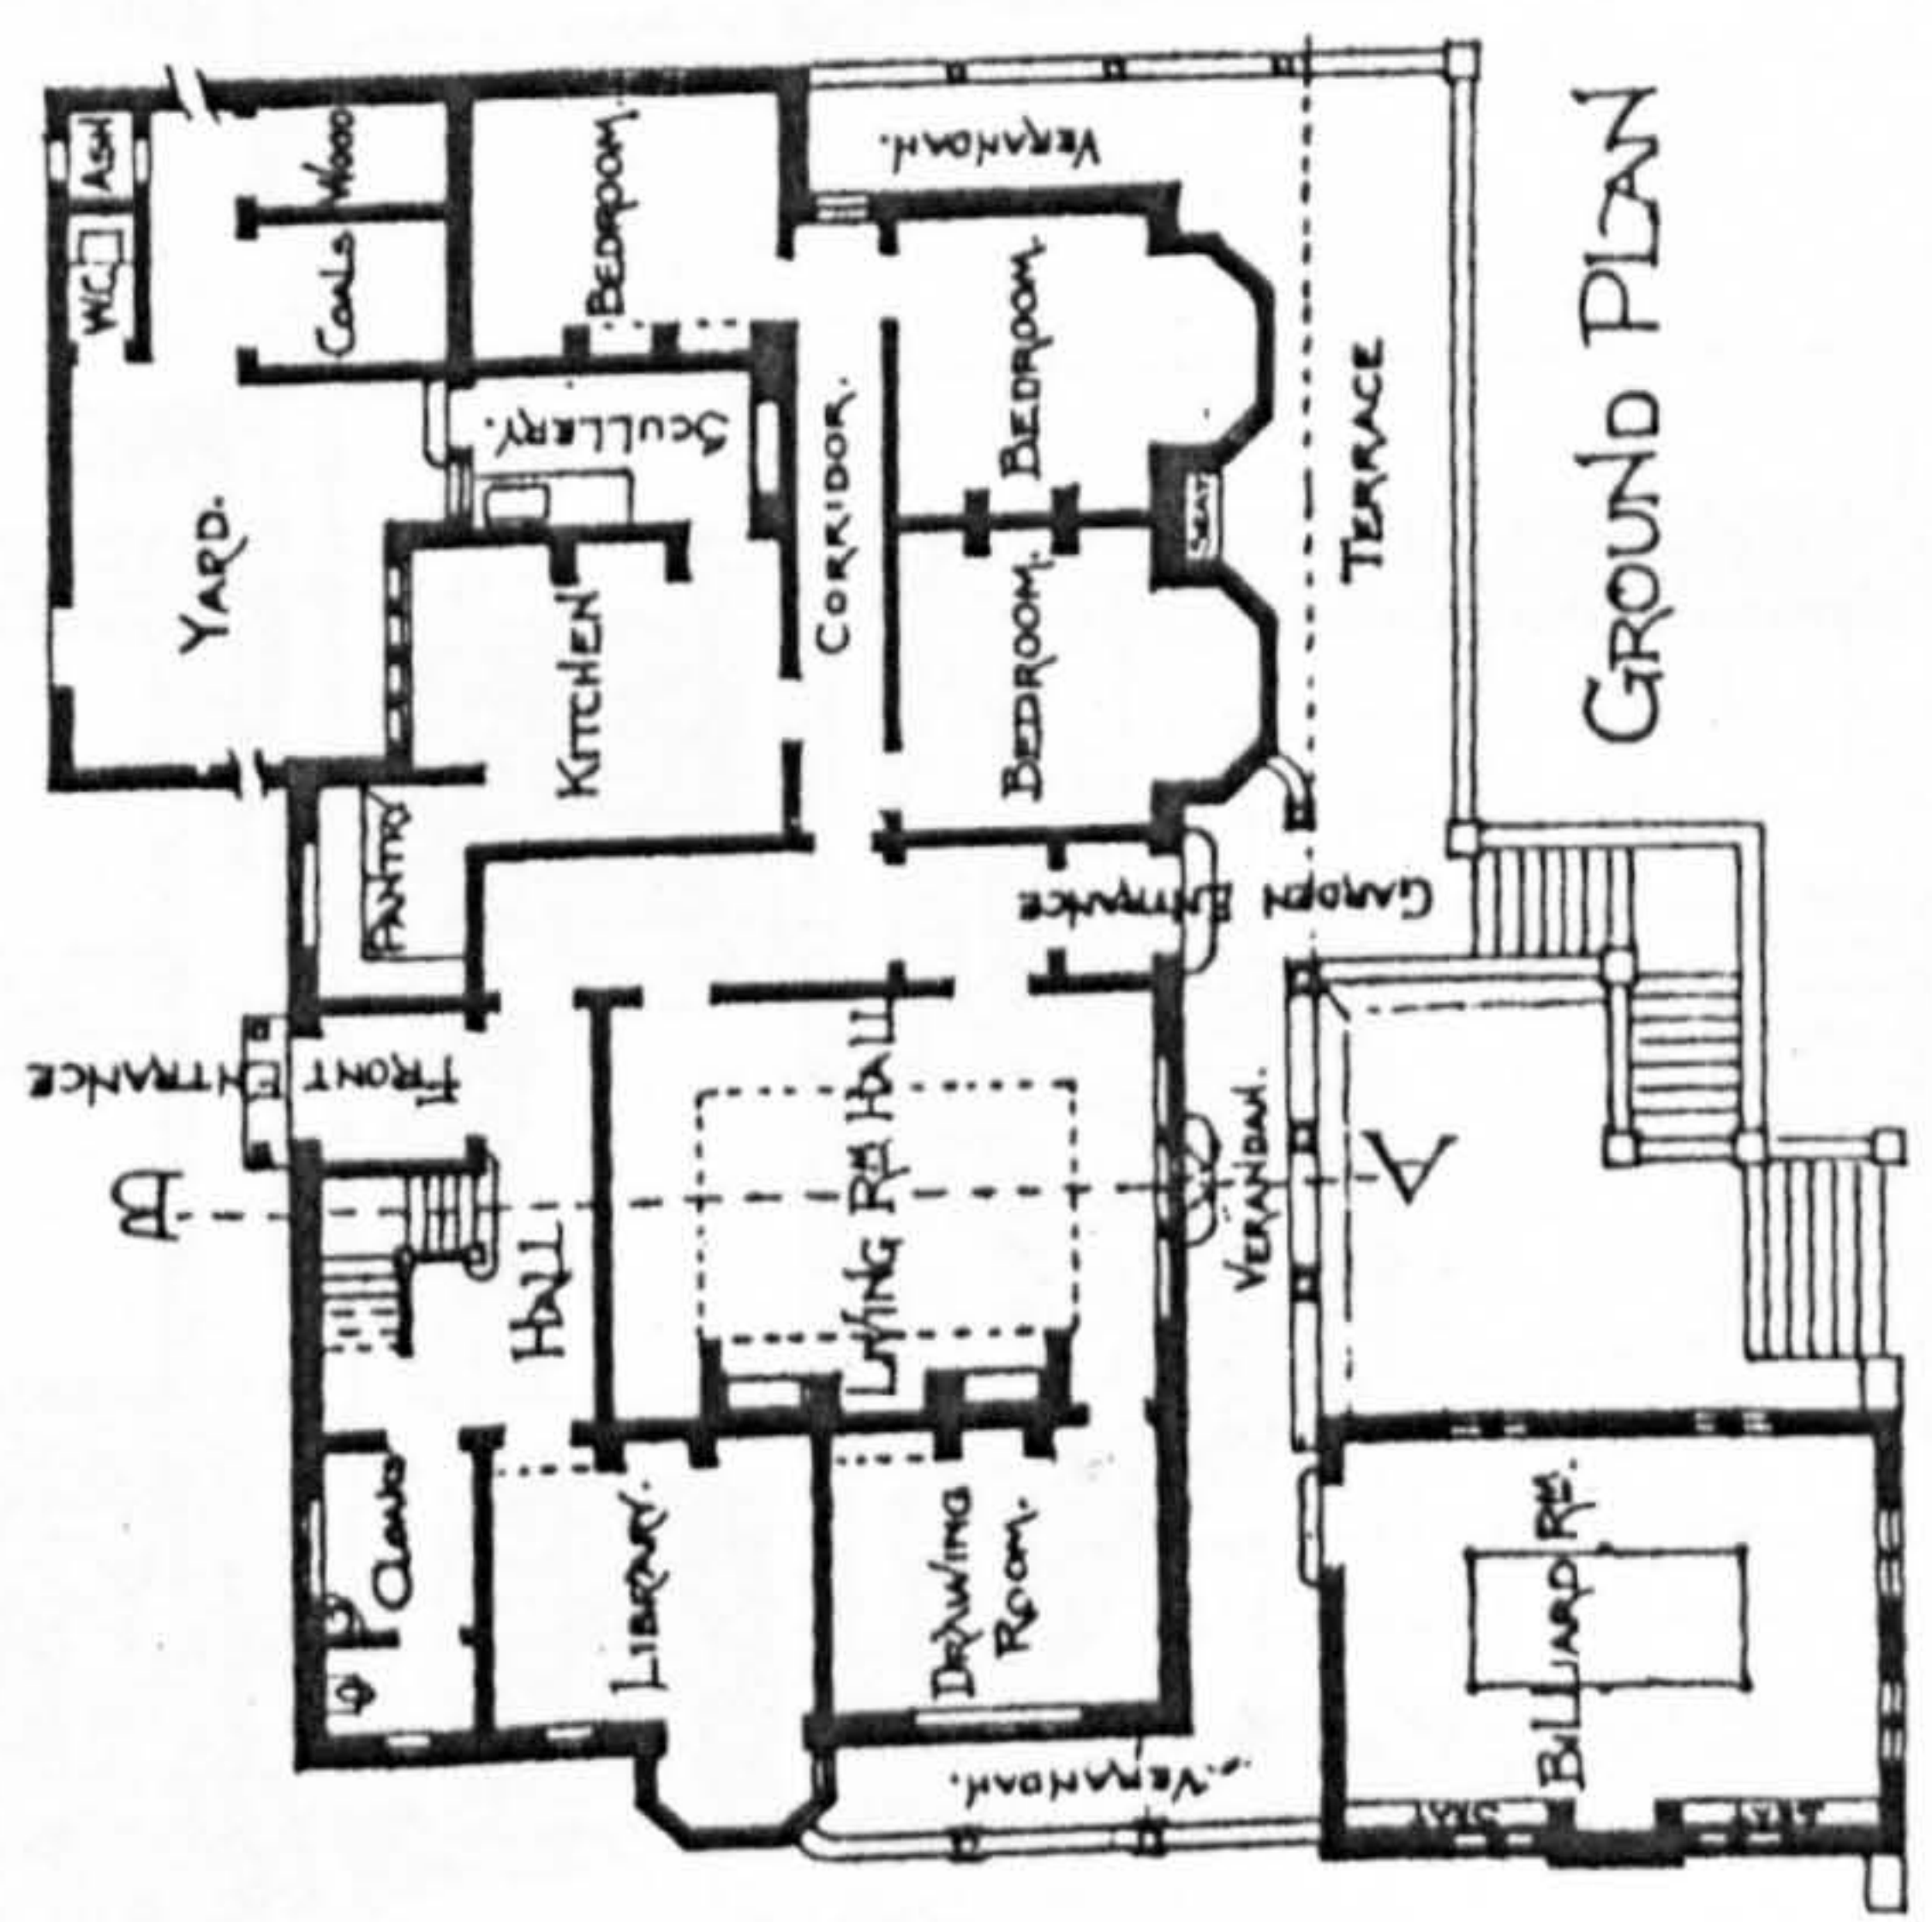 ASH
W.C.
WOOD
COALS
YARD.
BEDROOM.
SCULLERY.
KITCHEN
PANTRY
CORRIDOR.
BEDROOM.
BEDROOM.
SEAT
VERANDAH.
TERRACE
GARDEN ENTRANCE
FRONT ENTRANCE
HALL
LIVING RM HALL
VERANDAH.
A
B
CLOAKS
LIBRARY.
DRAWING
ROOM.
VERANDAH.
BILLIARD RM.
SEAT
SEAT
GROUND PLAN